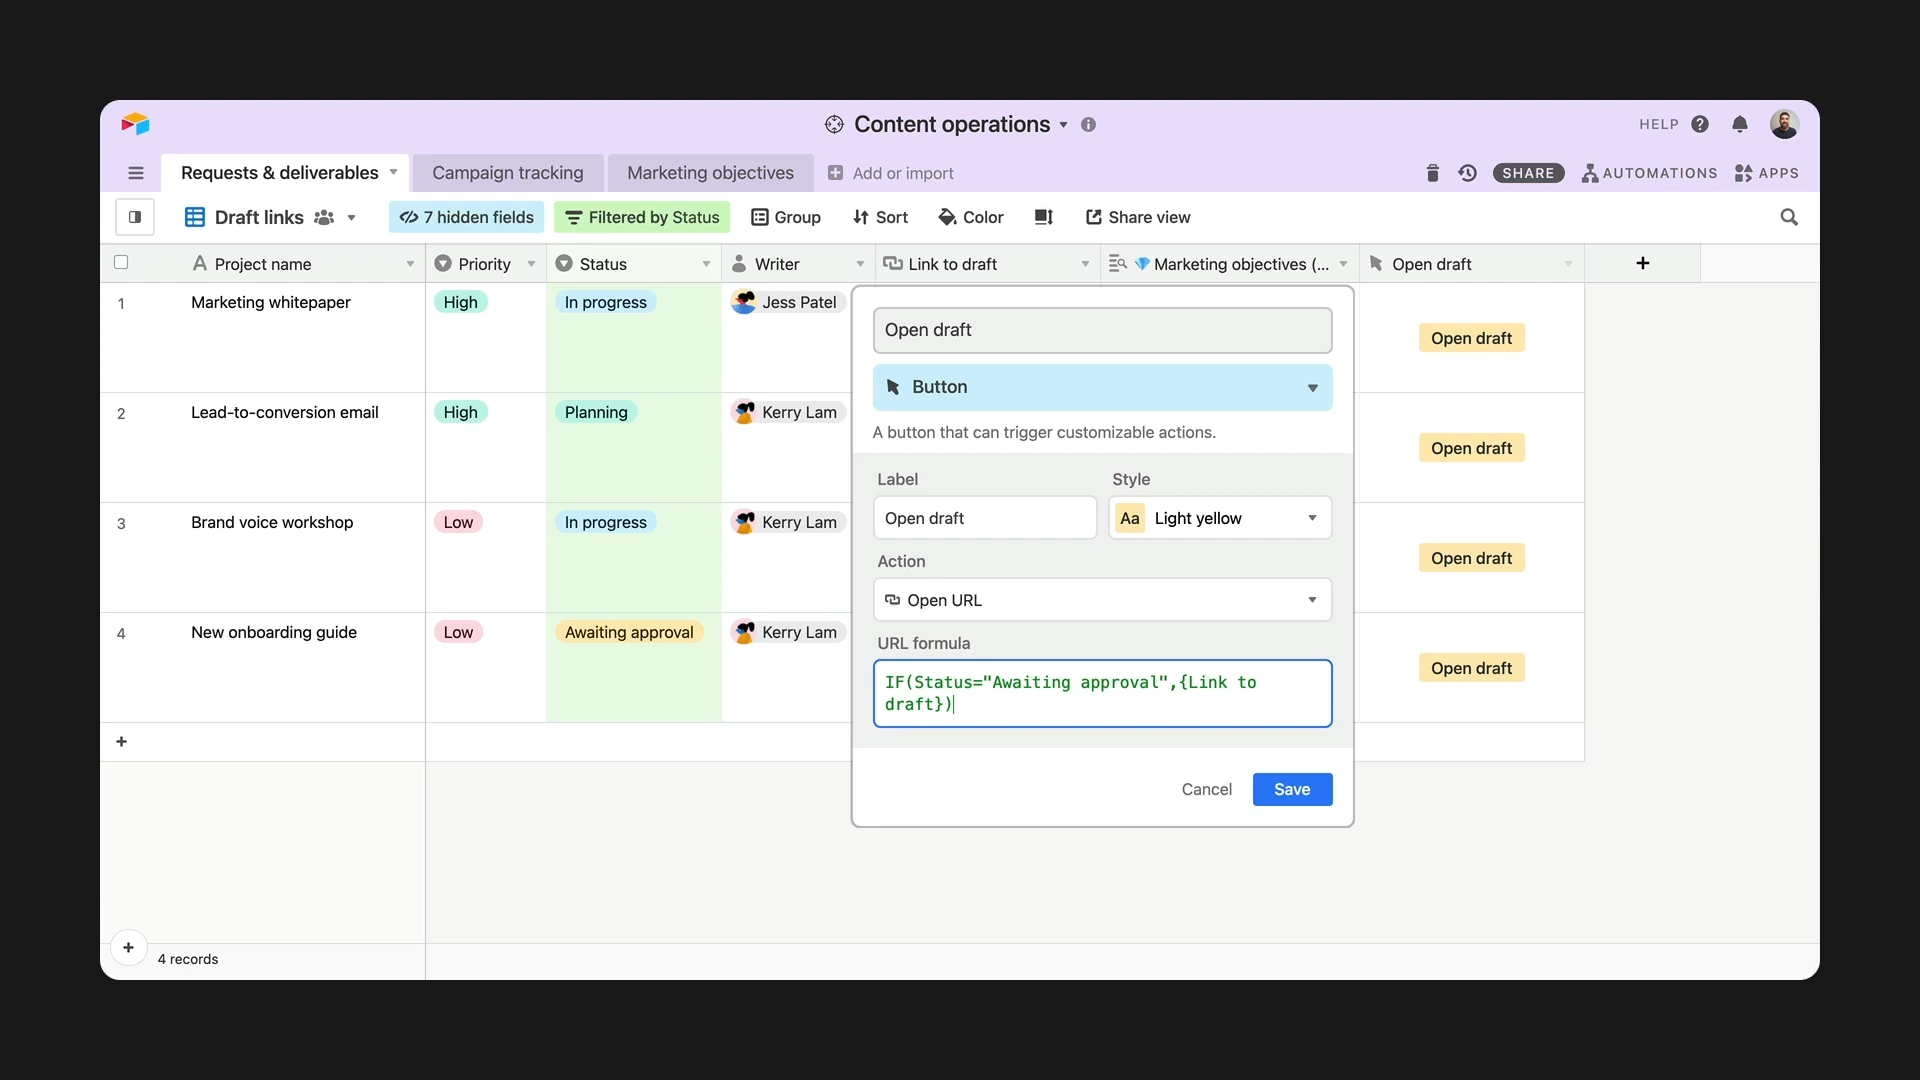 Content operations
HELP
Requests & deliverables
Campaign tracking
Marketing objectives
Add or import
SHARE
AUTOMATIONS
APPS
Draft links
7 hidden fields
Filtered by Status
Group
Sort
Color
Share view
Project name
Priority
Status
Writer
Link to draft
Marketing objectives (...
Open draft
1
Marketing whitepaper
High
In progress
Jess Patel
Open draft
2
Lead-to-conversion email
High
Planning
Kerry Lam
Open draft
3
Brand voice workshop
Low
In progress
Kerry Lam
Open draft
4
New onboarding guide
Low
Awaiting approval
Kerry Lam
Open draft
Open draft
Button
A button that can trigger customizable actions.
Label
Style
Open draft
Aa Light yellow
Action
Open URL
URL formula
IF(Status="Awaiting approval",{Link to
draft})
Cancel
Save
4 records